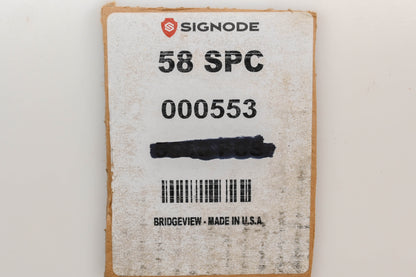 SIGNODE
58 SPC
000553
BRIDGEVIEW - MADE IN U.S.A.